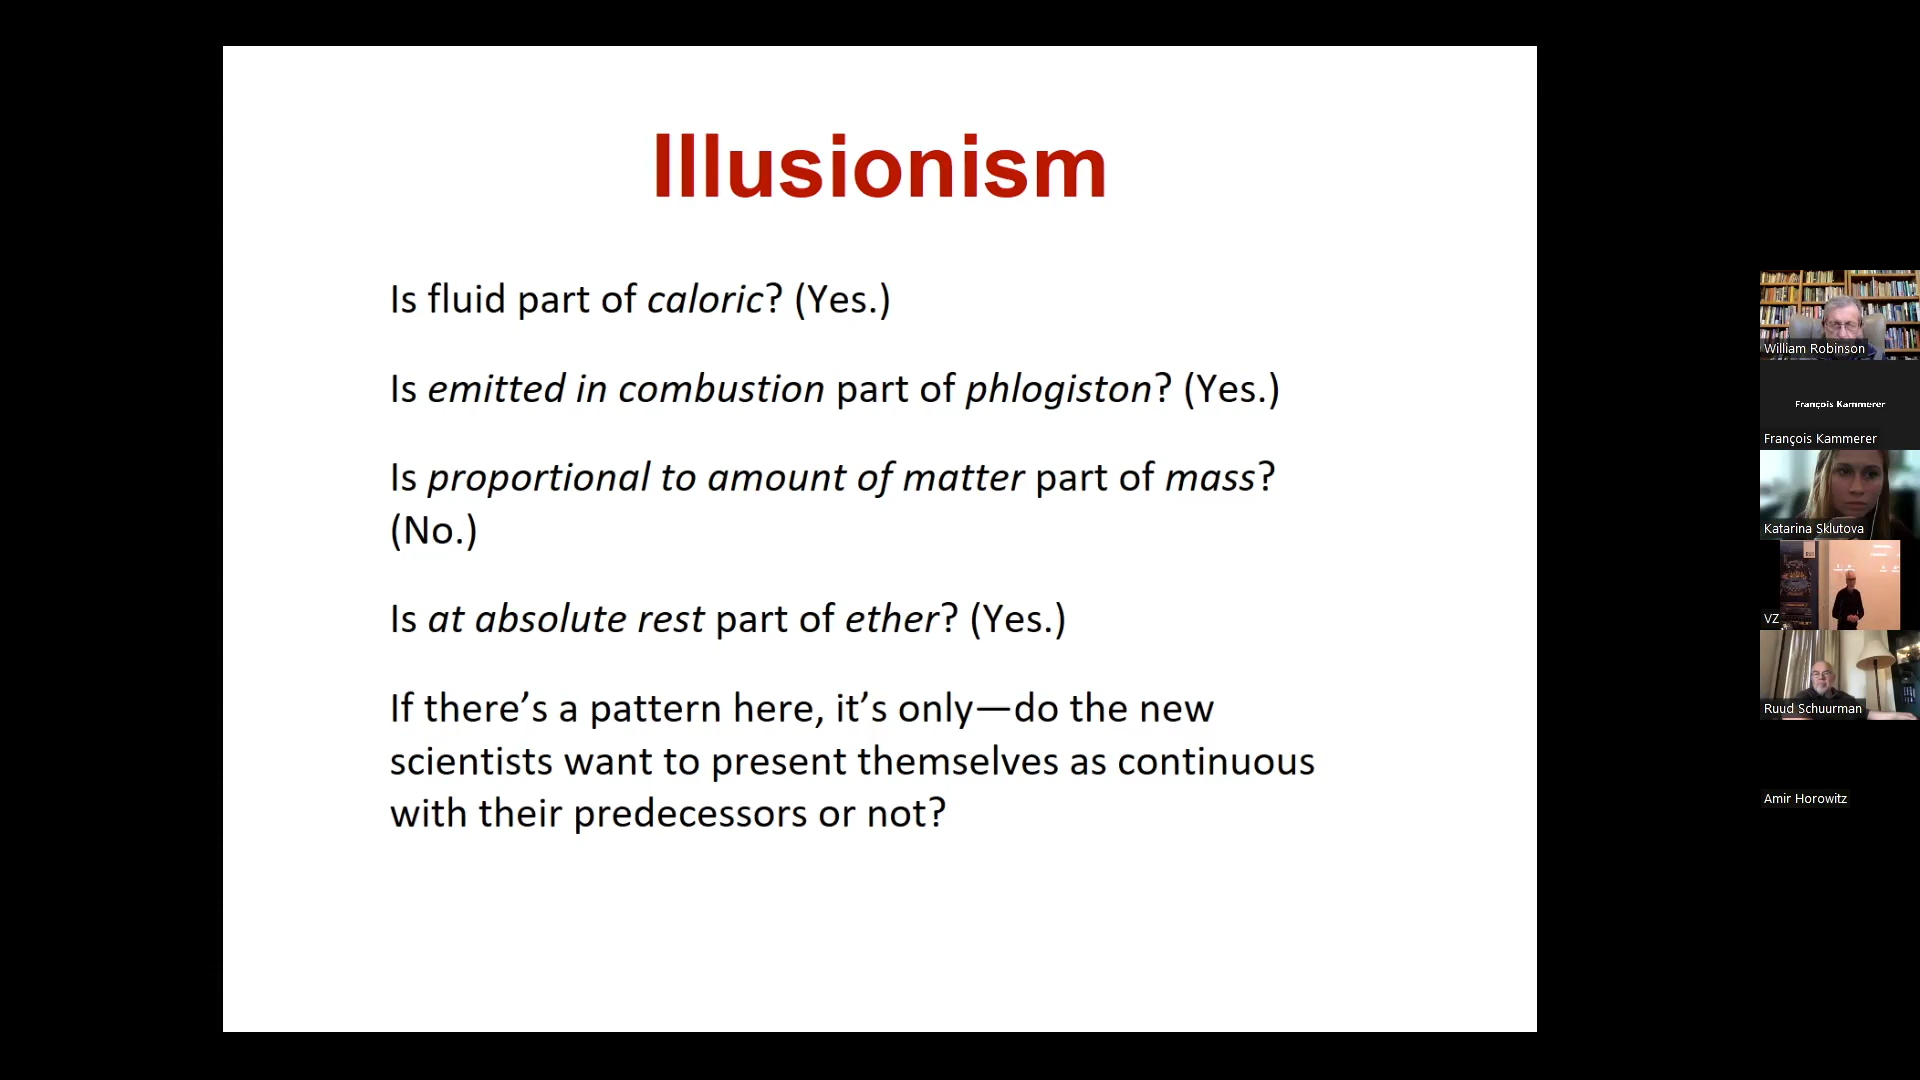 Illusionism
Is fluid part of caloric? (Yes.)
Is emitted in combustion part of phlogiston? (Yes.)
Is proportional to amount of matter part of mass?
(No.)
Is at absolute rest part of ether? (Yes.)
If there’s a pattern here, it’s only—do the new
scientists want to present themselves as continuous
with their predecessors or not?
William Robinson
François Kammerer
François Kammerer
Katarina Sklutova
VZ
Ruud Schuurman
Amir Horowitz